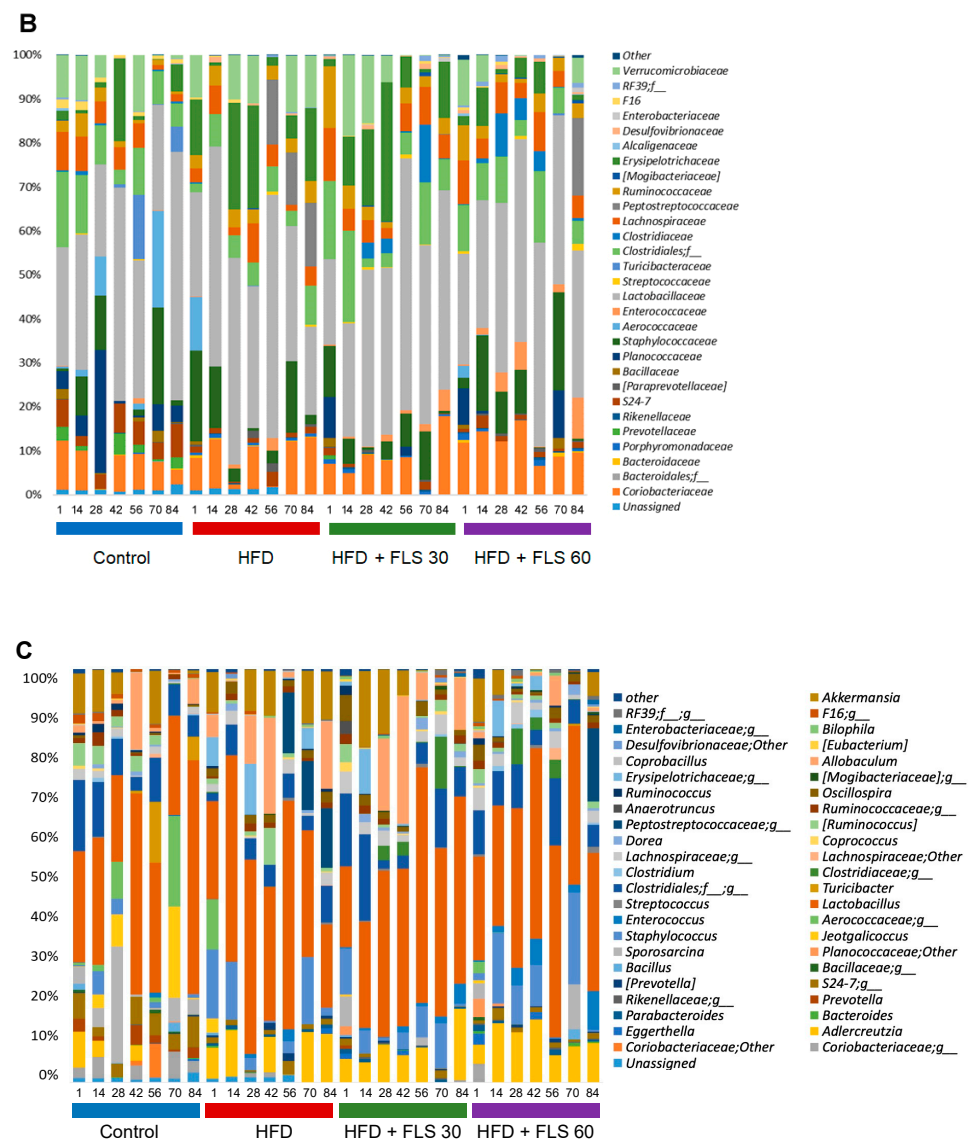 B
100%
90%
80%
70%
60%
50%
40%
30%
20%
10%
0%
1 14 28 42 56 70 84 1 14 28 42 56 70 84 1 14 28 42 56 70 84 1 14 28 42 56 70 84
Control HFD HFD + FLS 30 HFD + FLS 60
Other
Verrucomicrobiaceae
RF39;f__
F16
Enterobacteriaceae
Desulfovibrionaceae
Alcaligenaceae
Erysipelotrichaceae
[Mogibacteriaceae]
Ruminococcaceae
Peptostreptococcaceae
Lachnospiraceae
Clostridiaceae
Clostridiales;f__
Turicibacteraceae
Streptococcaceae
Lactobacillaceae
Enterococcaceae
Aerococcaceae
Staphylococcaceae
Planococcaceae
Bacillaceae
[Paraprevotellaceae]
S24-7
Rikenellaceae
Prevotellaceae
Porphyromonadaceae
Bacteroidaceae
Bacteroidales;f__
Coriobacteriaceae
Unassigned
C
100%
90%
80%
70%
60%
50%
40%
30%
20%
10%
0%
1 14 28 42 56 70 84 1 14 28 42 56 70 84 1 14 28 42 56 70 84 1 14 28 42 56 70 84
Control HFD HFD + FLS 30 HFD + FLS 60
other
RF39;f__;g__
Enterobacteriaceae;g__
Desulfovibrionaceae;Other
Coprobacillus
Erysipelotrichaceae;g__
Ruminococcus
Anaerotruncus
Peptostreptococcaceae;g__
Dorea
Lachnospiraceae;g__
Clostridium
Clostridiales;f__;g__
Streptococcus
Enterococcus
Staphylococcus
Sporosarcina
Bacillus
[Prevotella]
Rikenellaceae;g__
Parabacteroides
Eggerthella
Coriobacteriaceae;Other
Unassigned
Akkermansia
F16;g__
Bilophila
[Eubacterium]
Allobaculum
[Mogibacteriaceae];g__
Oscillospira
Ruminococcaceae;g__
[Ruminococcus]
Coprococcus
Lachnospiraceae;Other
Clostridiaceae;g__
Turicibacter
Lactobacillus
Aerococcaceae;g__
Jeotgalicoccus
Planococcaceae;Other
Bacillaceae;g__
S24-7;g__
Prevotella
Bacteroides
Adlercreutzia
Coriobacteriaceae;g__